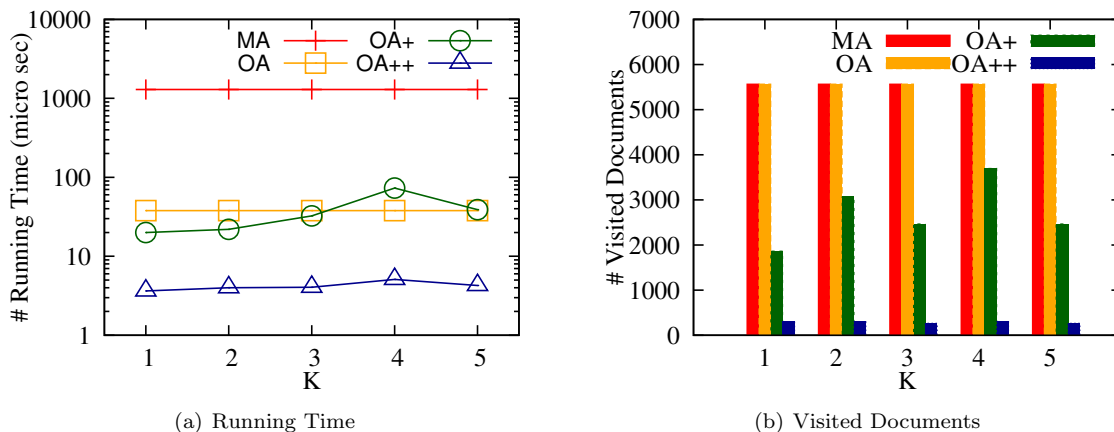 # Running Time (micro sec)
10000
1000
100
10
1
MA
OA+
OA
OA++
1 2 3 4 5
K
(a) Running Time
# Visited Documents
7000
6000
5000
4000
3000
2000
1000
0
MA
OA+
OA
OA++
1 2 3 4 5
K
(b) Visited Documents